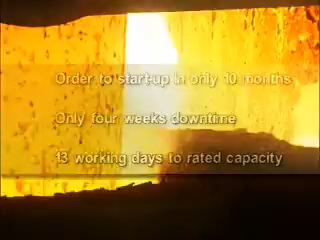 Order to start-up in only 10 months
Only four weeks downtime
13 working days to rated capacity